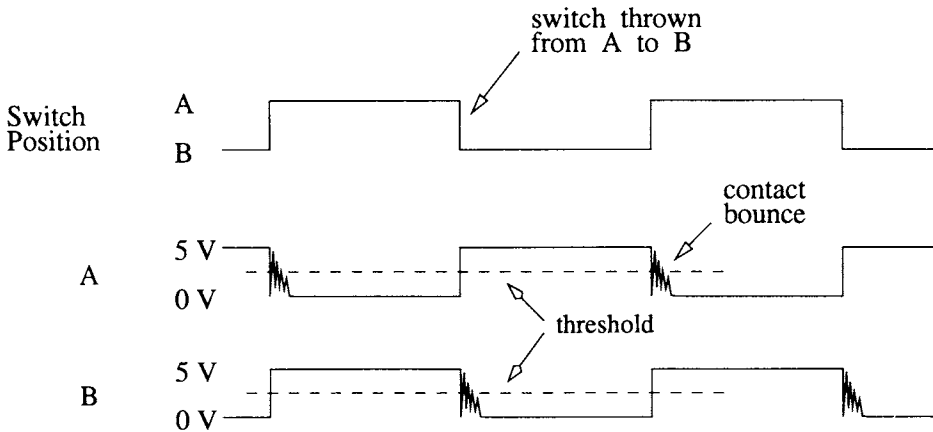 switch thrown
from A to B
Switch
Position
A
B
contact
bounce
5 V
A
0 V
threshold
5 V
B
0 V